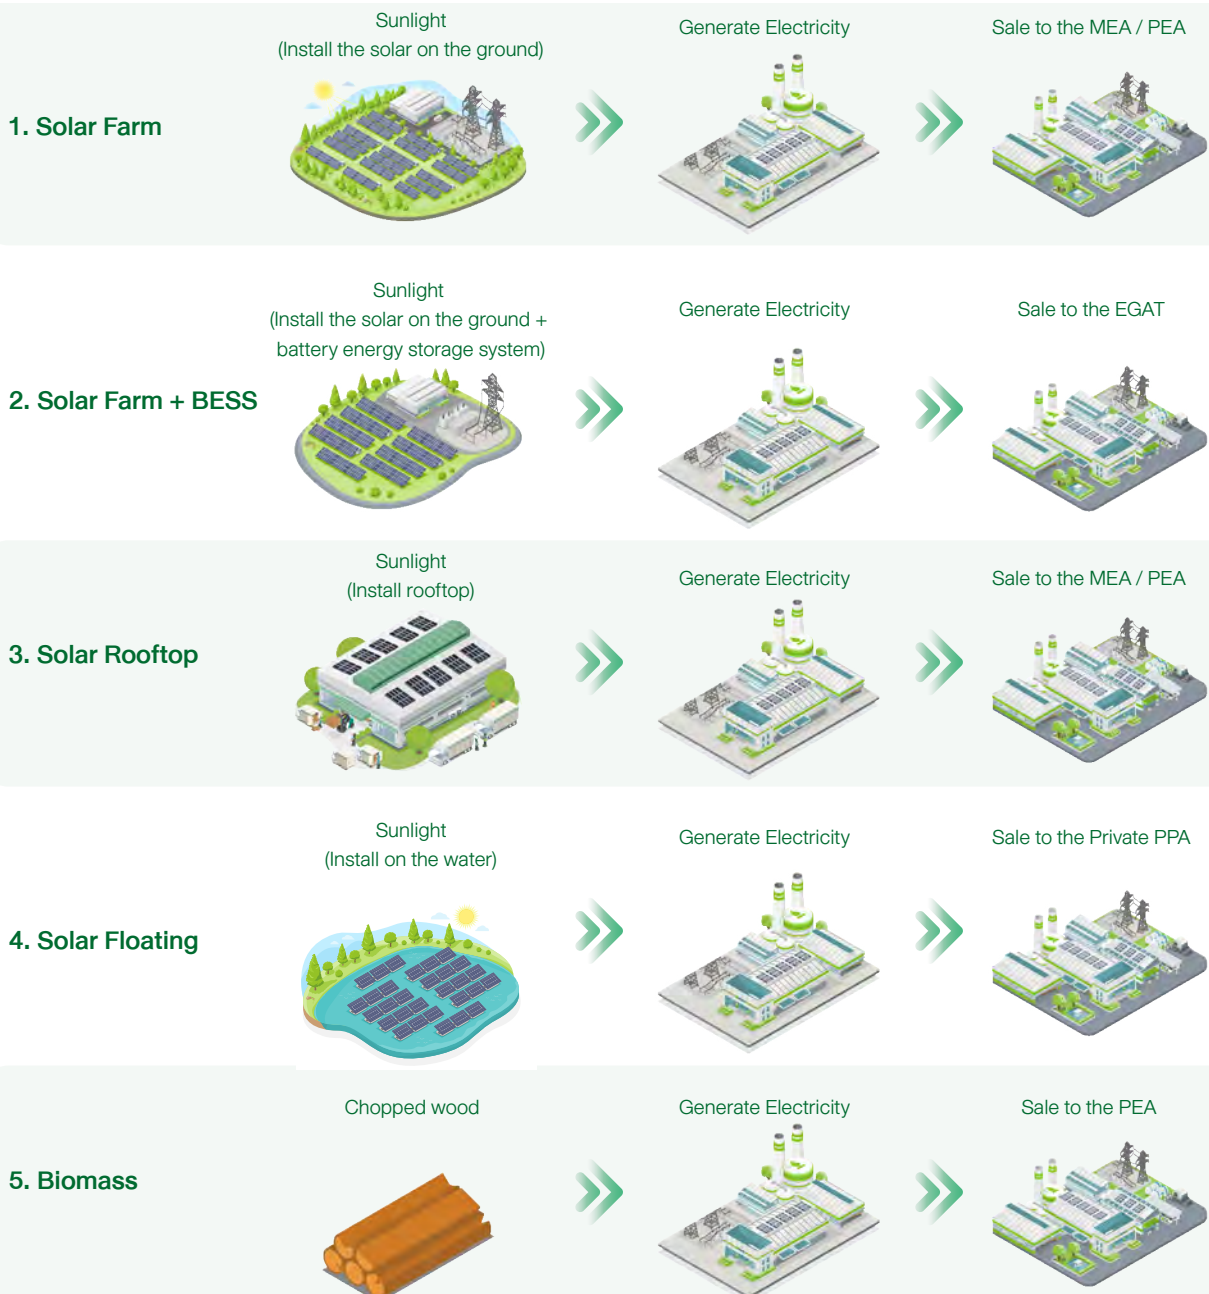 Sunlight
(Install the solar on the ground)
Generate Electricity
Sale to the MEA / PEA
1. Solar Farm
Sunlight
(Install the solar on the ground +
battery energy storage system)
Generate Electricity
Sale to the EGAT
2. Solar Farm + BESS
Sunlight
(Install rooftop)
Generate Electricity
Sale to the MEA / PEA
3. Solar Rooftop
Sunlight
(Install on the water)
Generate Electricity
Sale to the Private PPA
4. Solar Floating
Chopped wood
Generate Electricity
Sale to the PEA
5. Biomass